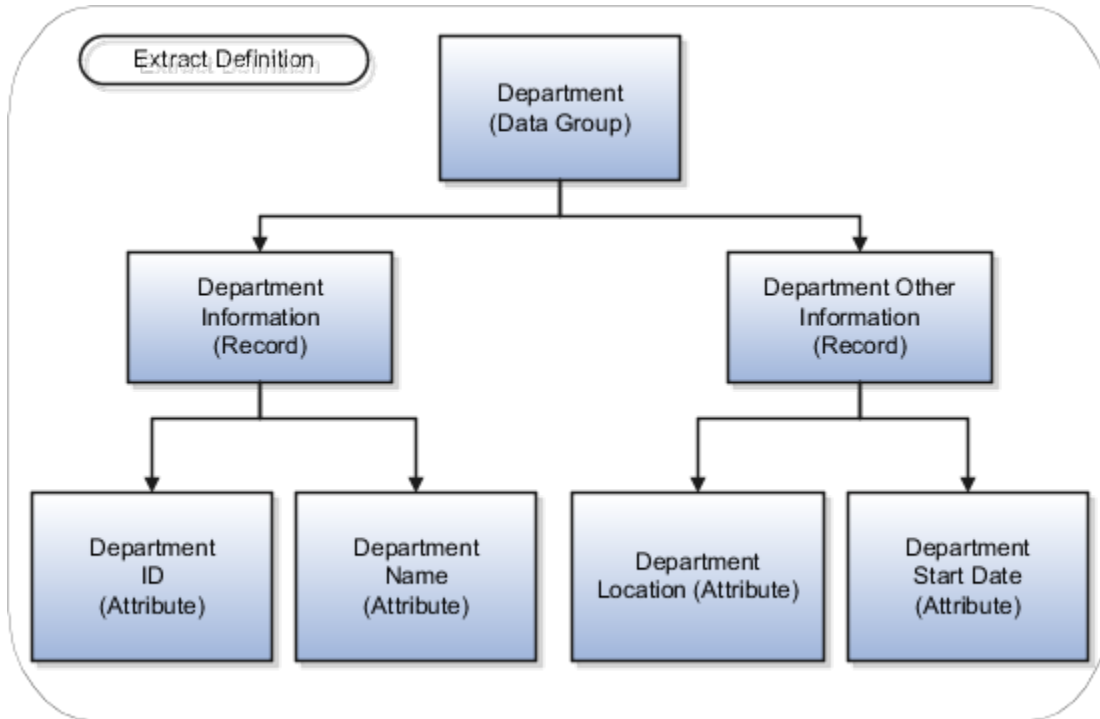 Extract Definition
Department
(Data Group)
Department
Information
(Record)
Department Other
Information
(Record)
Department
ID
(Attribute)
Department
Name
(Attribute)
Department
Location (Attribute)
Department
Start Date
(Attribute)